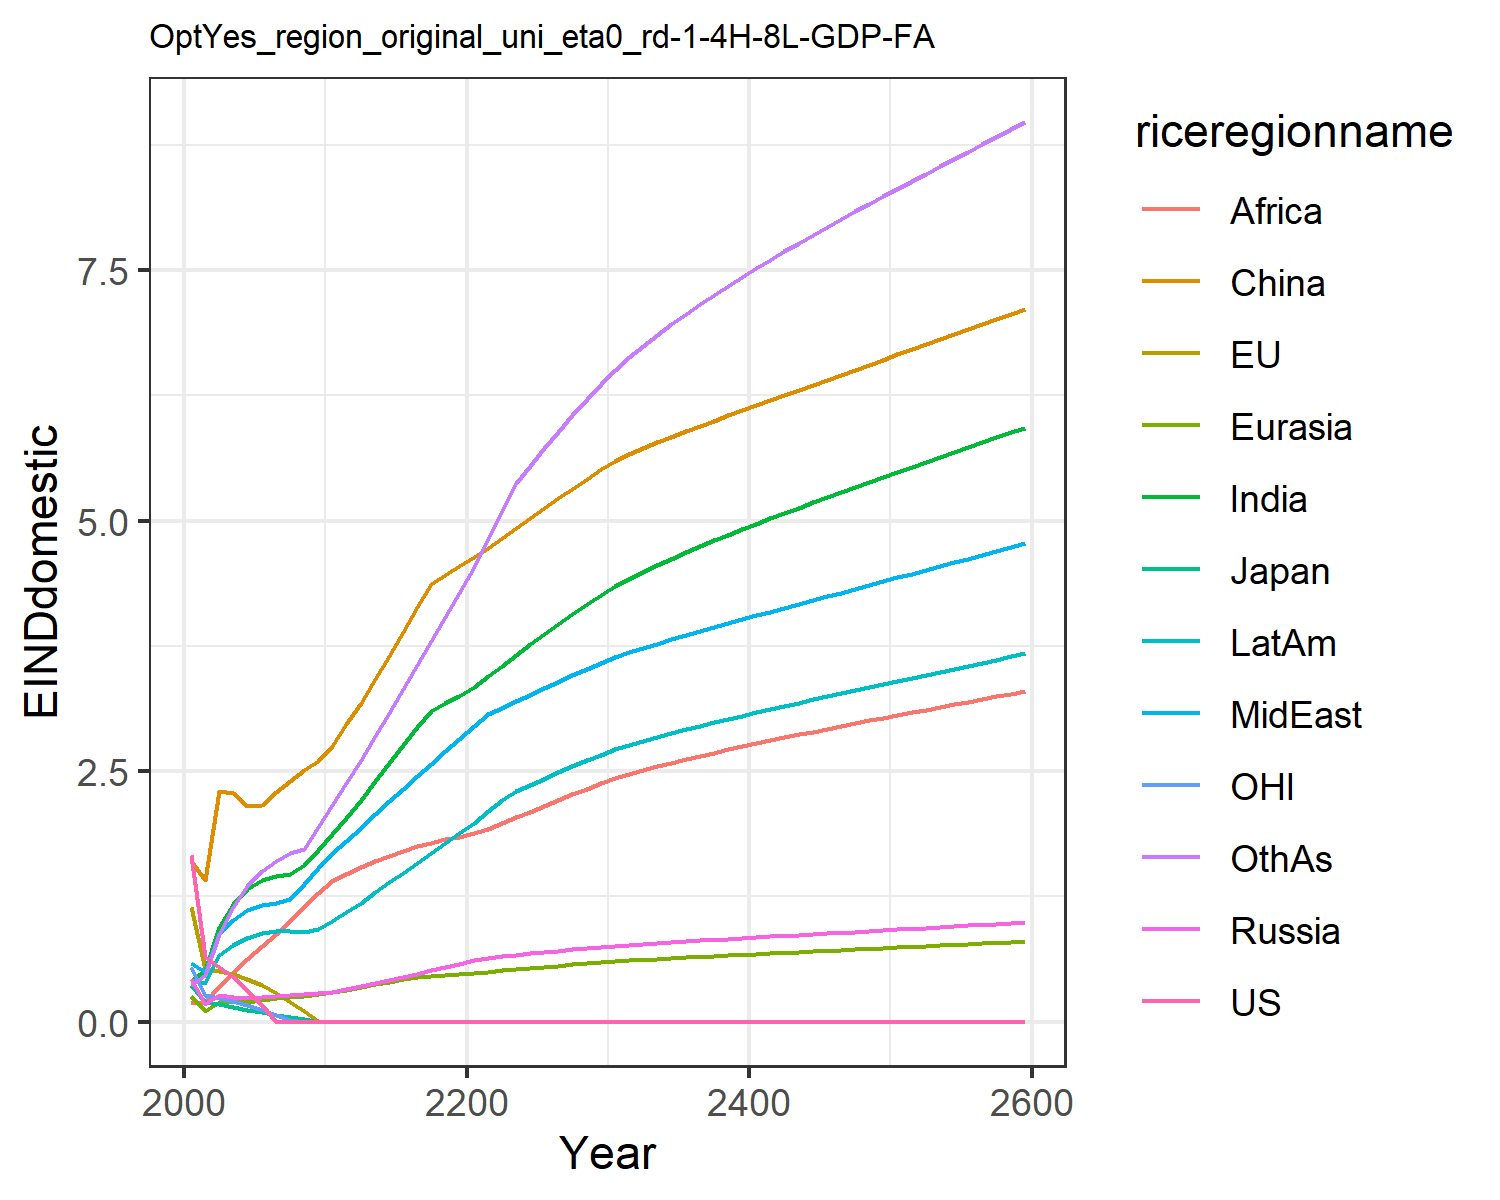 OptYes_region_original_uni_eta0_rd-1-4H-8L-GDP-FA
EINDdomestic
7.5
5.0
2.5
0.0
2000
2200
2400
2600
Year
riceregionname
Africa
China
EU
Eurasia
India
Japan
LatAm
MidEast
OHI
OthAs
Russia
US